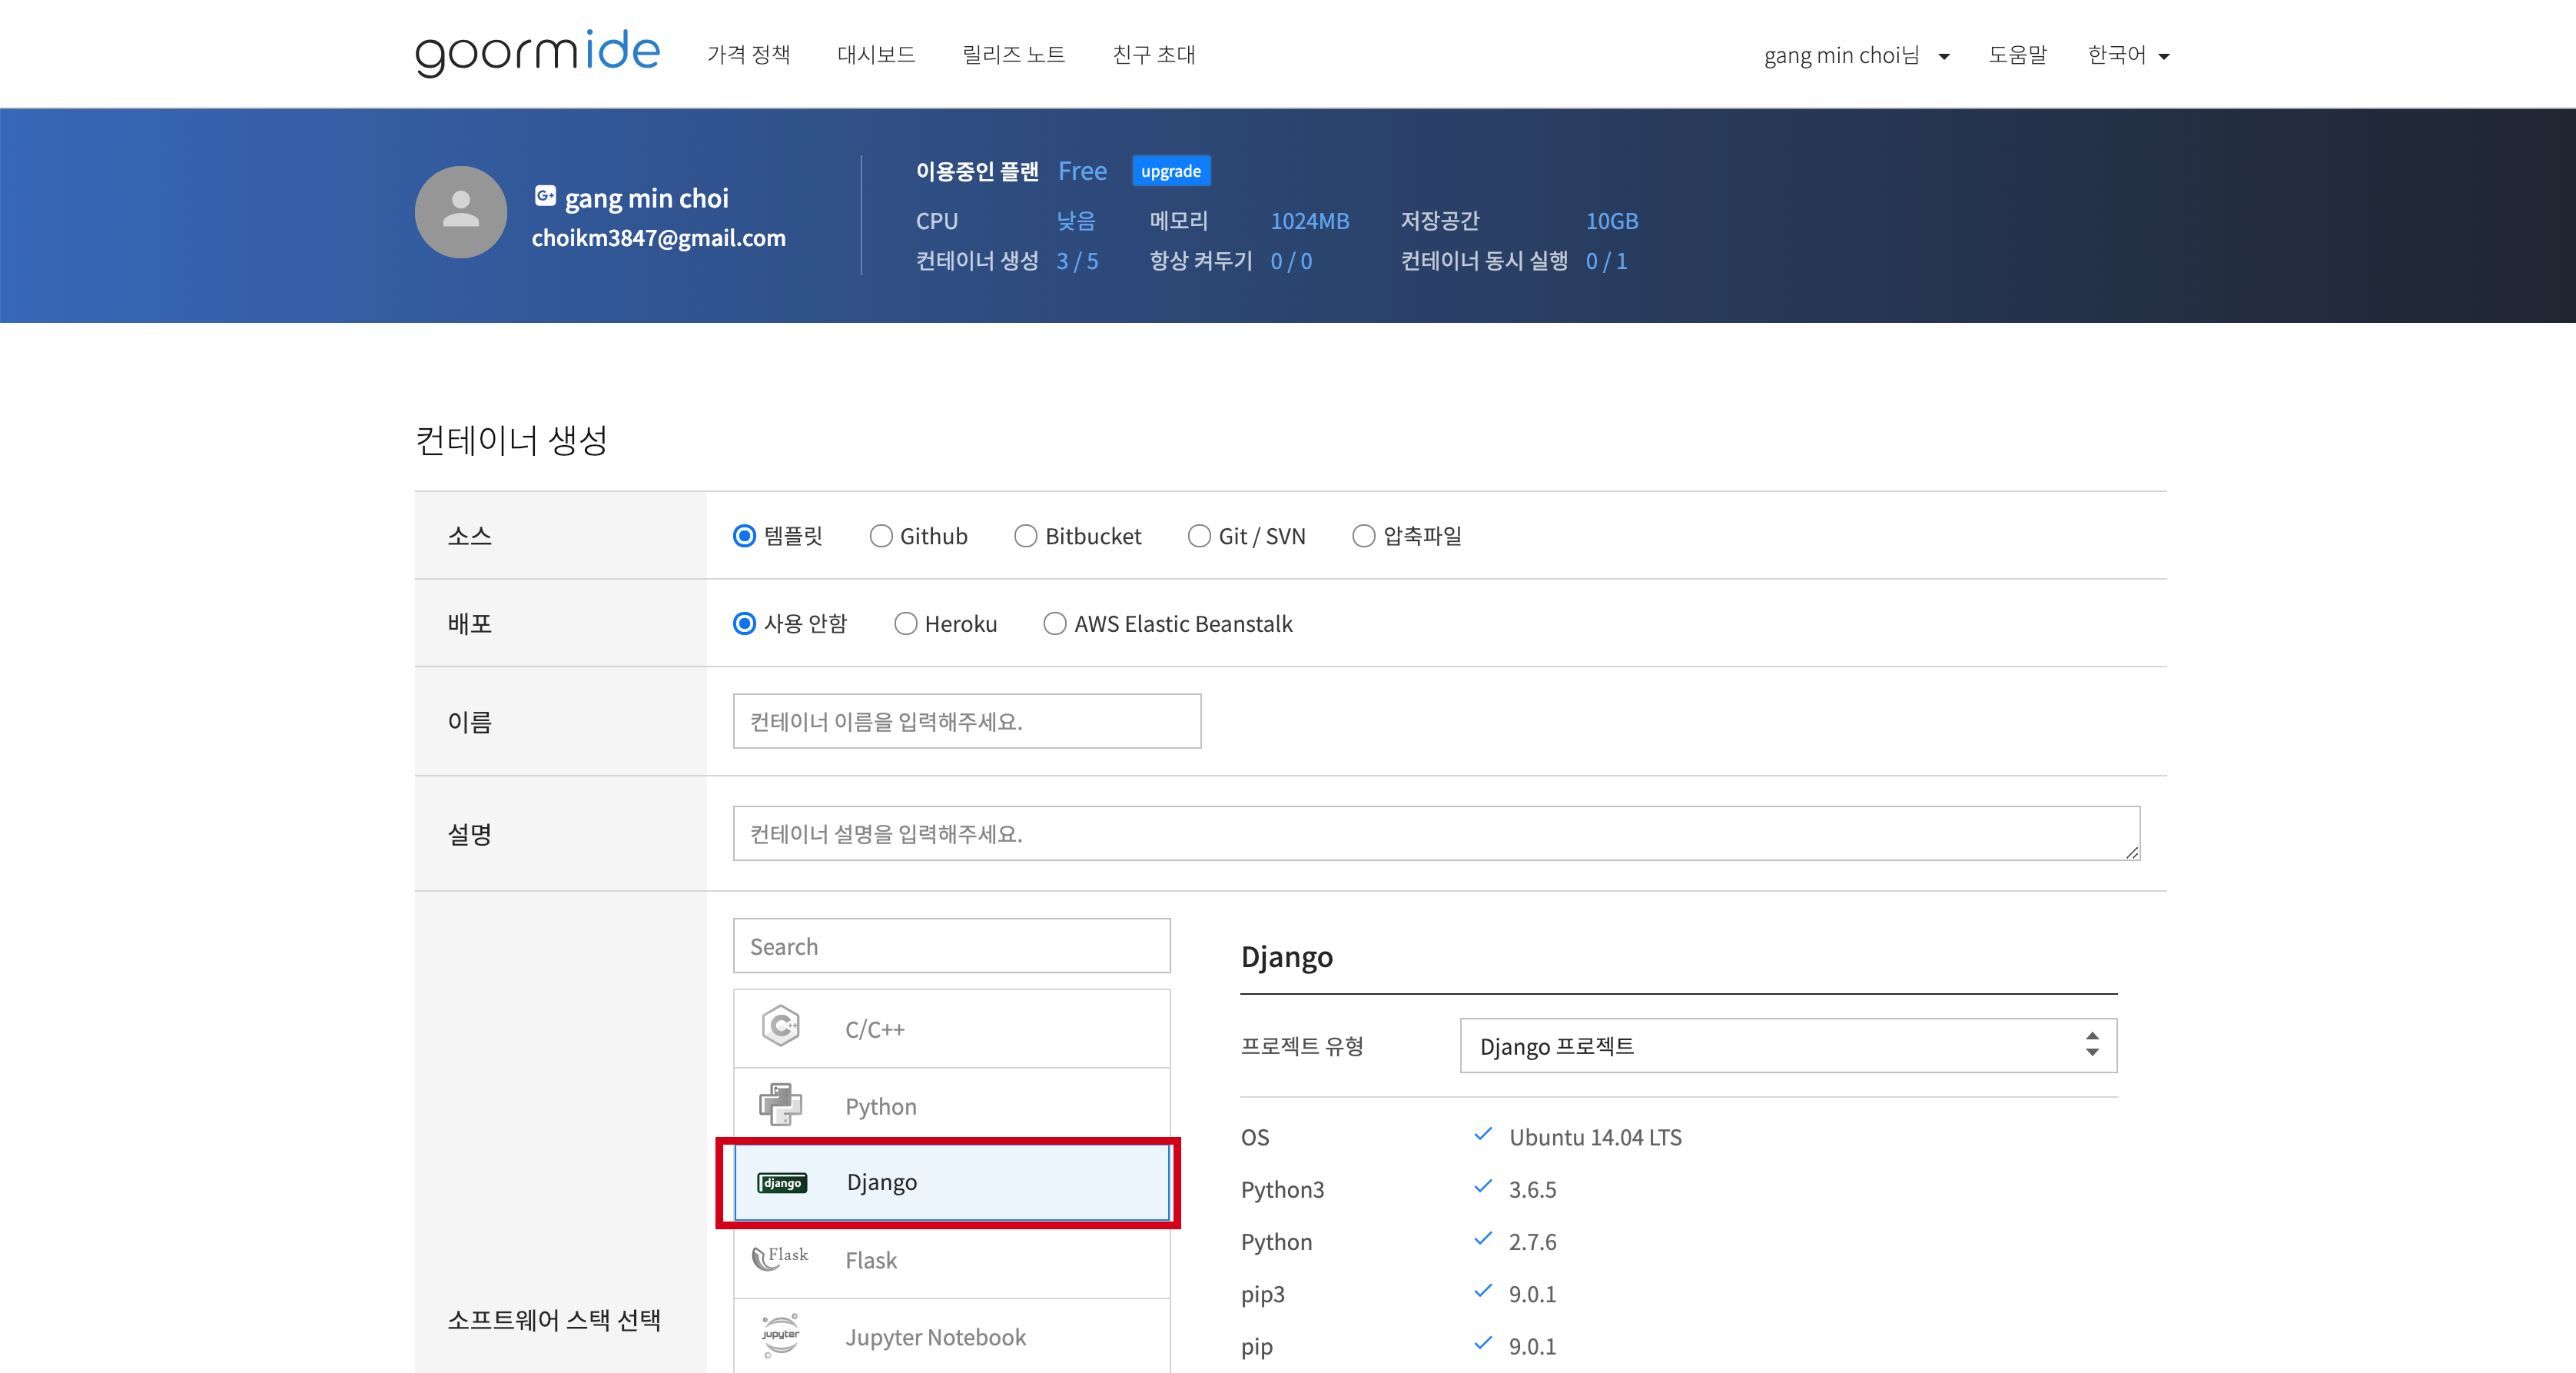 goormide 가격 정책 대시보드 릴리즈 노트 친구 초대 gang min choi님 도움말 한국어
G+ gang min choi
choikm3847@gmail.com
이용중인 플랜 Free upgrade
CPU 낮음 메모리 1024MB 저장공간 10GB
컨테이너 생성 3 / 5 항상 켜두기 0 / 0 컨테이너 동시 실행 0 / 1
컨테이너 생성
소스 템플릿 Github Bitbucket Git / SVN 압축파일
배포 사용 안함 Heroku AWS Elastic Beanstalk
이름 컨테이너 이름을 입력해주세요.
설명 컨테이너 설명을 입력해주세요.
소프트웨어 스택 선택
Search
C++ C/C++
Python
django Django
Flask Flask
jupyter Jupyter Notebook
Django
프로젝트 유형 Django 프로젝트
OS Ubuntu 14.04 LTS
Python3 3.6.5
Python 2.7.6
pip3 9.0.1
pip 9.0.1